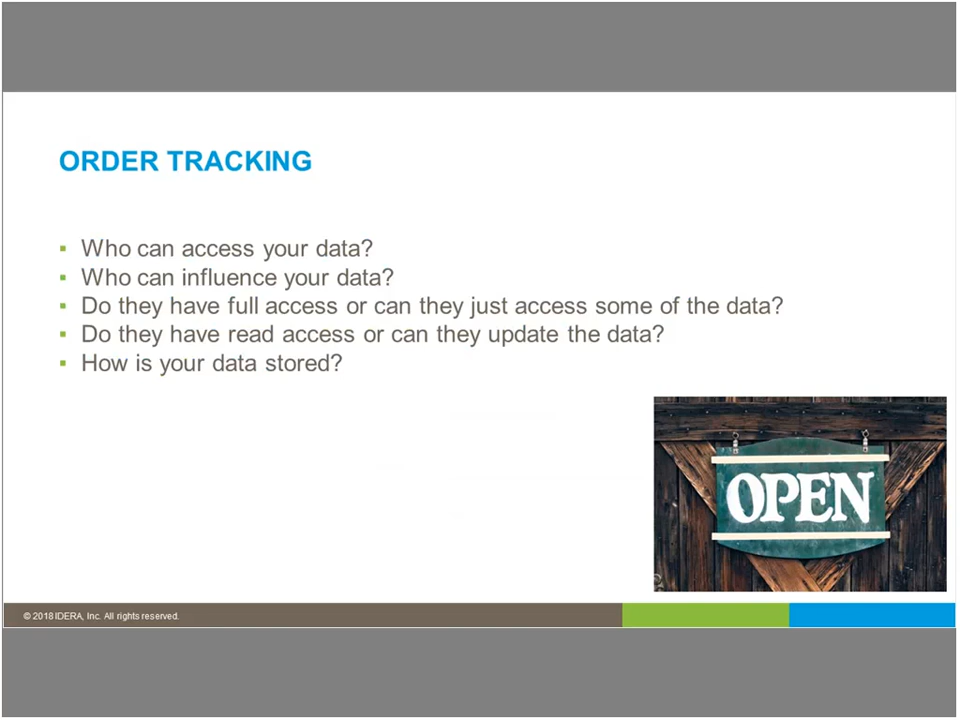 ORDER TRACKING
▪ Who can access your data?
▪ Who can influence your data?
▪ Do they have full access or can they just access some of the data?
▪ Do they have read access or can they update the data?
▪ How is your data stored?
OPEN
© 2018 IDERA, Inc. All rights reserved.